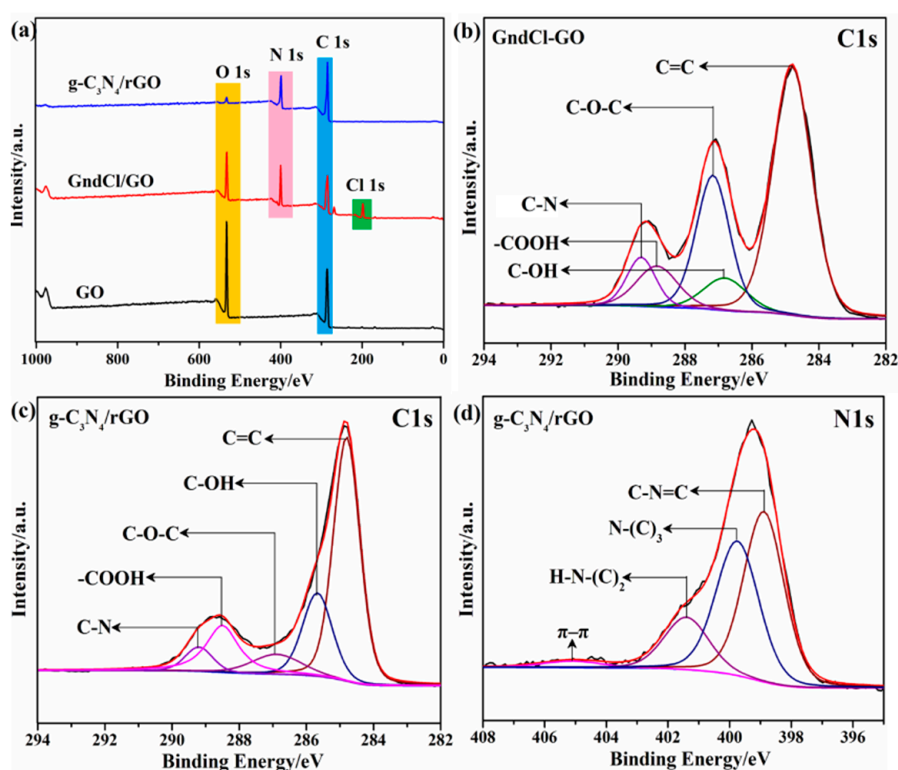 (a)
g-C₃N₄/rGO
O 1s
N 1s
C 1s
GndCl/GO
Cl 1s
GO
Intensity/a.u.
1000 800 600 400 200 0
Binding Energy/eV
(b)
GndCl-GO
C1s
C=C
C-O-C
C-N
-COOH
C-OH
Intensity/a.u.
294 292 290 288 286 284 282
Binding Energy/eV
(c)
g-C₃N₄/rGO
C1s
C=C
C-OH
C-O-C
-COOH
C-N
Intensity/a.u.
294 292 290 288 286 284 282
Binding Energy/eV
(d)
g-C₃N₄/rGO
N1s
C-N=C
N-(C)₃
H-N-(C)₂
π–π
Intensity/a.u.
408 406 404 402 400 398 396
Binding Energy/eV